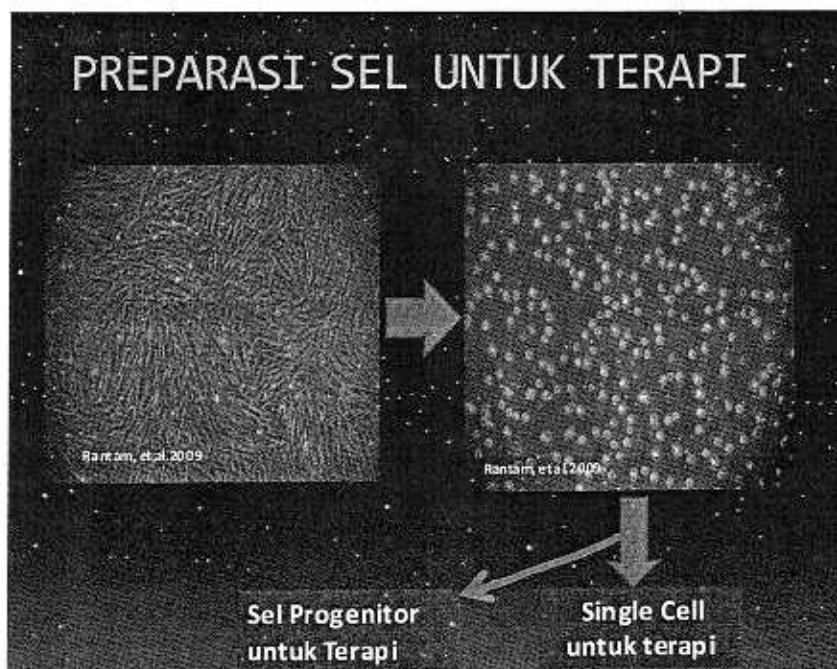 PREPARASI SEL UNTUK TERAPI
Rantam, et al.2009
Rantam, et al.2009
Sel Progenitor
untuk Terapi
Single Cell
untuk terapi